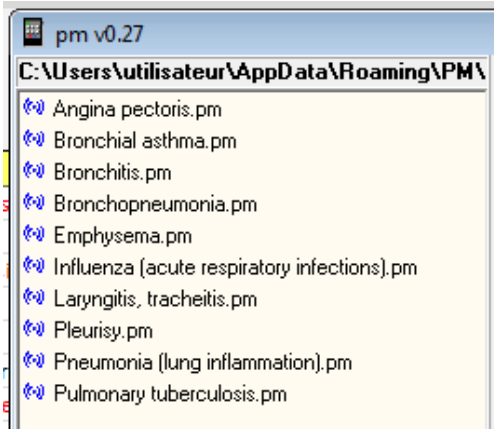 pm v0.27
C:\Users\utilisateur\AppData\Roaming\PM\
Angina pectoris.pm
Bronchial asthma.pm
Bronchitis.pm
Bronchopneumonia.pm
Emphysema.pm
Influenza (acute respiratory infections).pm
Laryngitis, tracheitis.pm
Pleurisy.pm
Pneumonia (lung inflammation).pm
Pulmonary tuberculosis.pm